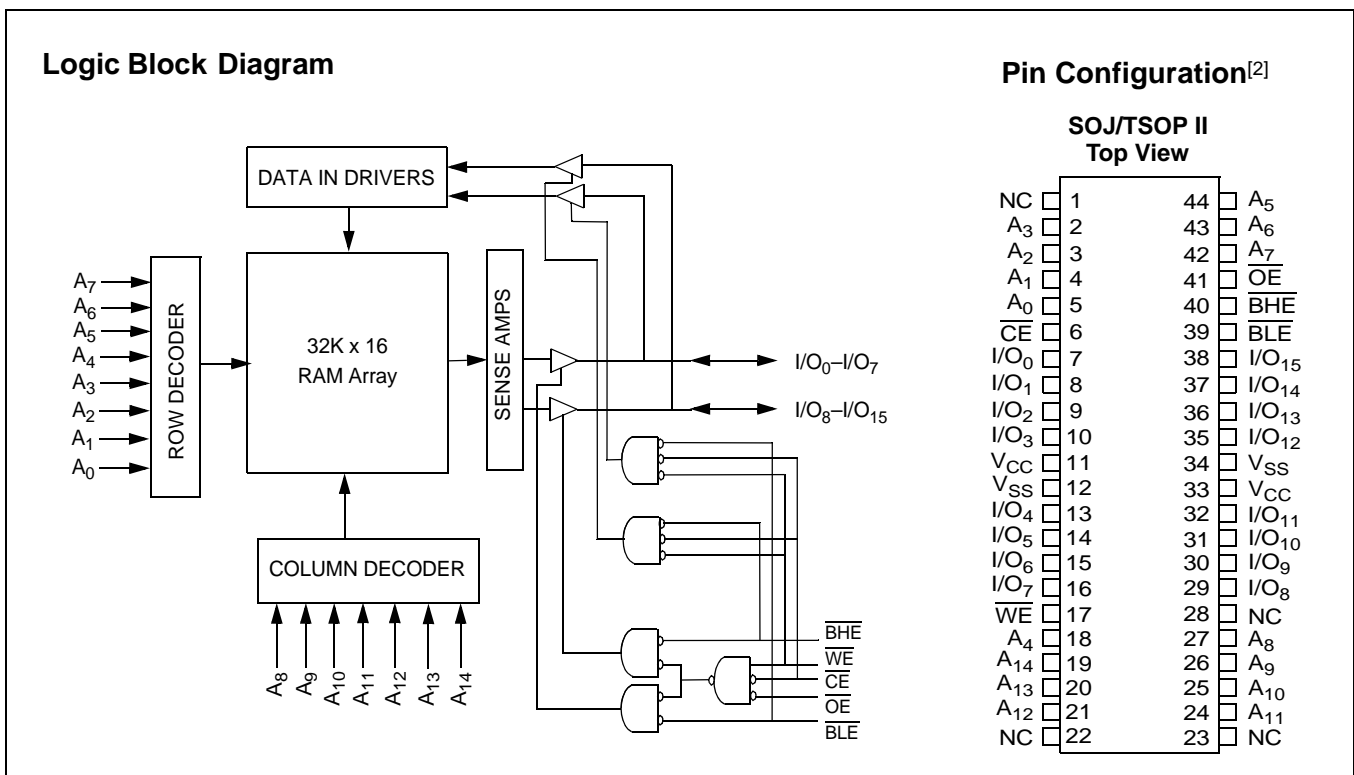 Logic Block Diagram
DATA IN DRIVERS
A7
A6
A5
A4
A3
A2
A1
A0
ROW DECODER
32K x 16
RAM Array
SENSE AMPS
I/O0–I/O7
I/O8–I/O15
COLUMN DECODER
A8
A9
A10
A11
A12
A13
A14
BHE
WE
CE
OE
BLE
Pin Configuration[2]
SOJ/TSOP II
Top View
NC 1 44 A5
A3 2 43 A6
A2 3 42 A7
A1 4 41 OE
A0 5 40 BHE
CE 6 39 BLE
I/O0 7 38 I/O15
I/O1 8 37 I/O14
I/O2 9 36 I/O13
I/O3 10 35 I/O12
VCC 11 34 VSS
VSS 12 33 VCC
I/O4 13 32 I/O11
I/O5 14 31 I/O10
I/O6 15 30 I/O9
I/O7 16 29 I/O8
WE 17 28 NC
A4 18 27 A8
A14 19 26 A9
A13 20 25 A10
A12 21 24 A11
NC 22 23 NC